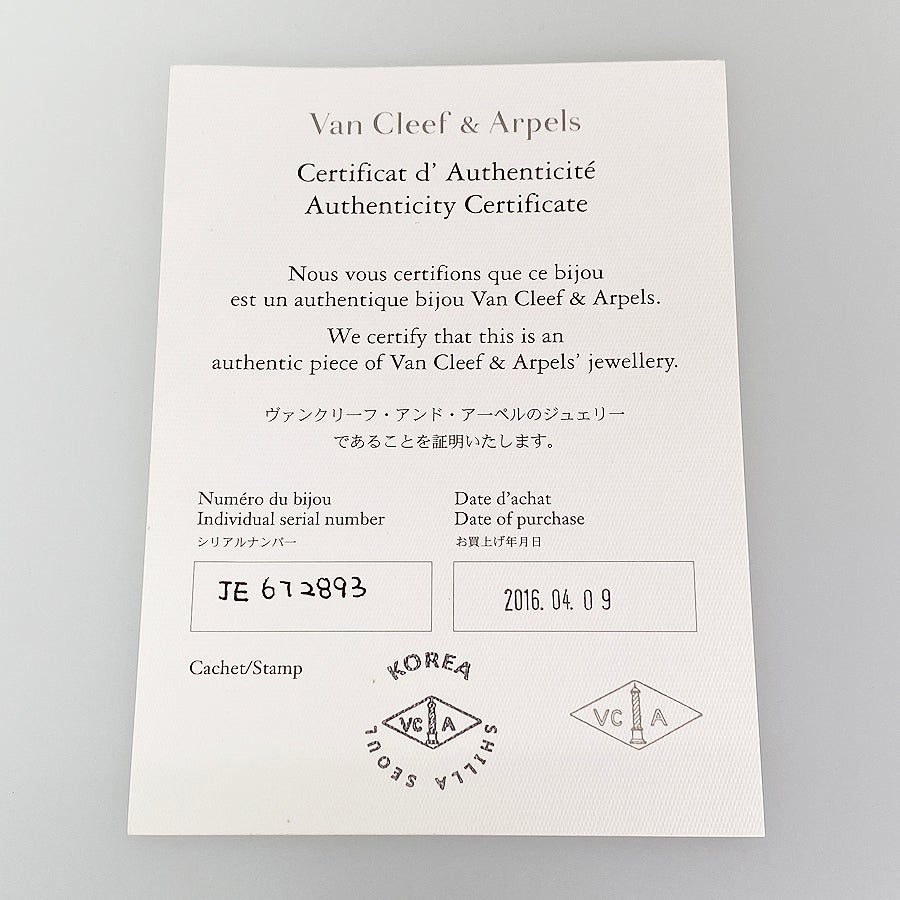 Van Cleef & Arpels
Certificat d' Authenticité
Authenticity Certificate
Nous vous certifions que ce bijou
est un authentique bijou Van Cleef & Arpels.
We certify that this is an
authentic piece of Van Cleef & Arpels' jewellery.
ヴァンクリーフ・アンド・アーペルのジュエリー
であることを証明いたします。
Numéro du bijou
Individual serial number
シリアルナンバー
JE 672893
Date d'achat
Date of purchase
お買上げ年月日
2016. 04. 09
Cachet/Stamp
KOREA
VC A
SHILLA SEOUL
VC A